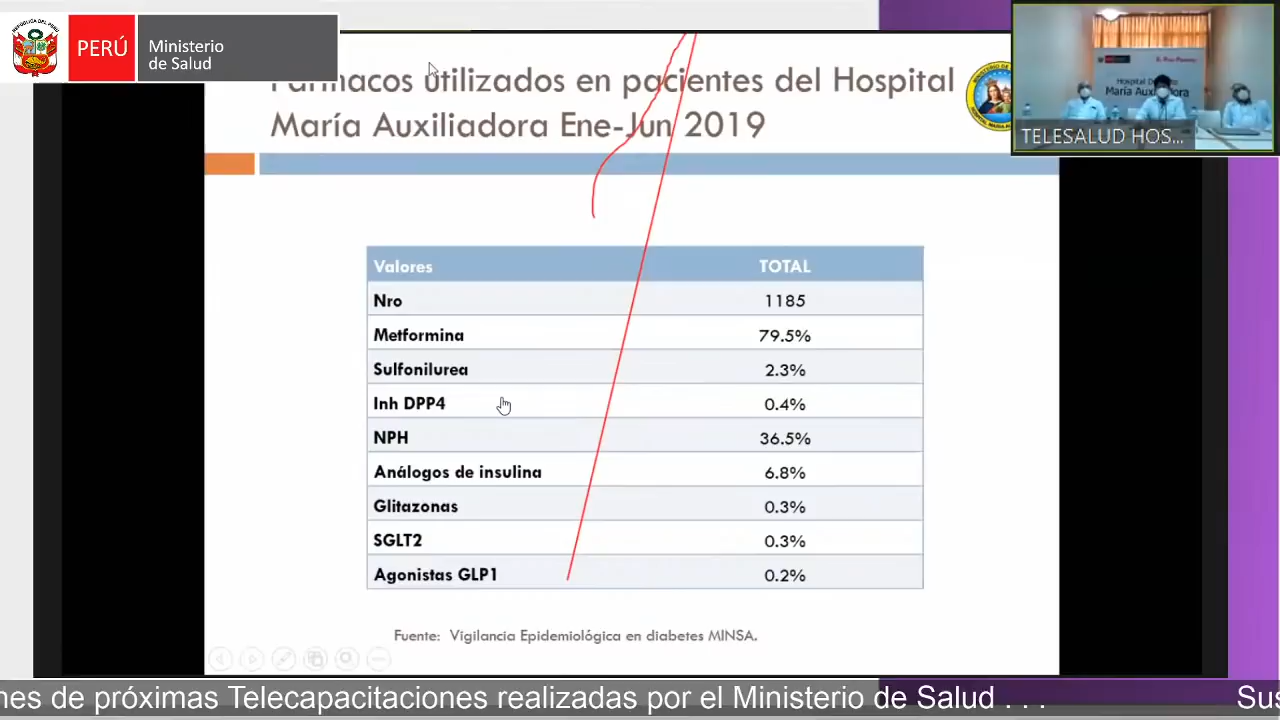 PERÚ
Ministerio
de Salud
Fármacos utilizados en pacientes del Hospital
María Auxiliadora Ene-Jun 2019
Hospital
María Auxiliadora
TELESALUD HOS...
Valores TOTAL
Nro 1185
Metformina 79.5%
Sulfonilurea 2.3%
Inh DPP4 0.4%
NPH 36.5%
Análogos de insulina 6.8%
Glitazonas 0.3%
SGLT2 0.3%
Agonistas GLP1 0.2%
Fuente: Vigilancia Epidemiológica en diabetes MINSA.
nes de próximas Telecapacitaciones realizadas por el Ministerio de Salud . . . Sus